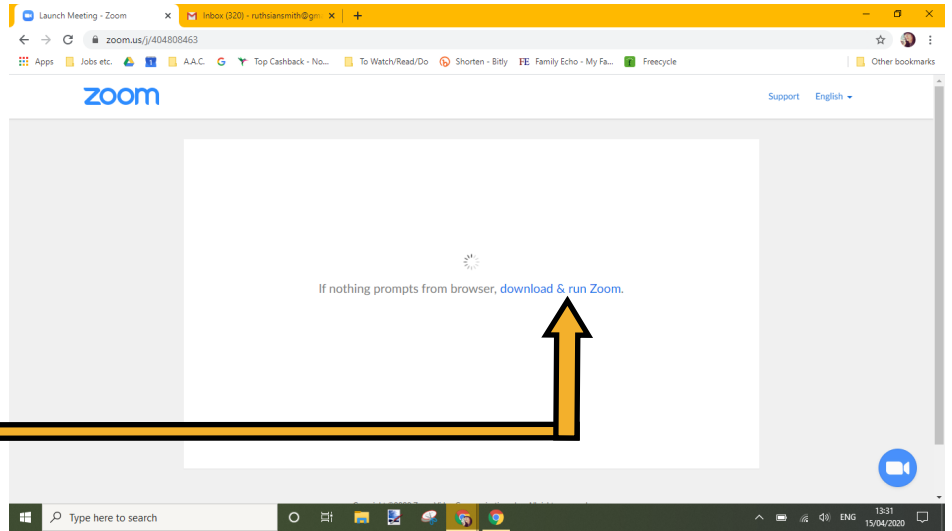 Launch Meeting - Zoom
Inbox (320) - ruthsiansmith@gm
zoom.us/j/404808463
Apps Jobs etc. A.A.C. Top Cashback - No... To Watch/Read/Do Shorten - Bitly FE Family Echo - My Fa... Freecycle Other bookmarks
zoom Support English
If nothing prompts from browser, download & run Zoom.
Type here to search
ENG
13:31
15/04/2020